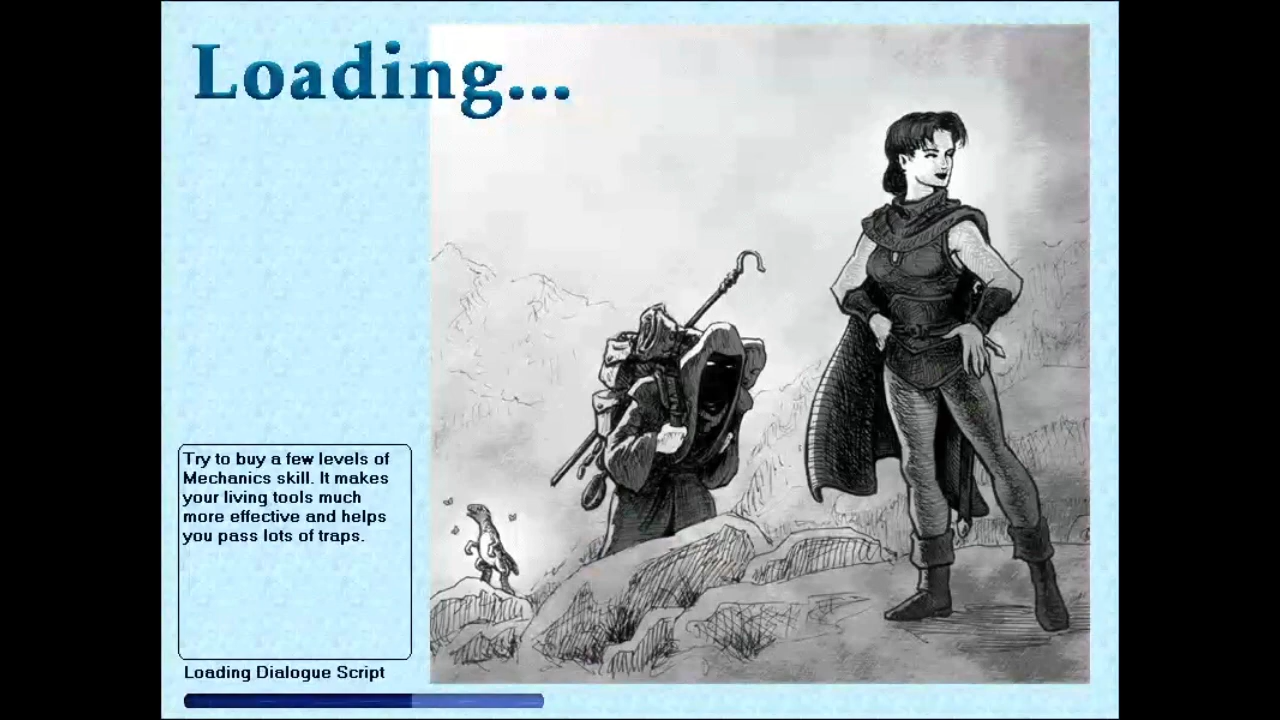 Loading...
Try to buy a few levels of
Mechanics skill. It makes
your living tools much
more effective and helps
you pass lots of traps.
Loading Dialogue Script